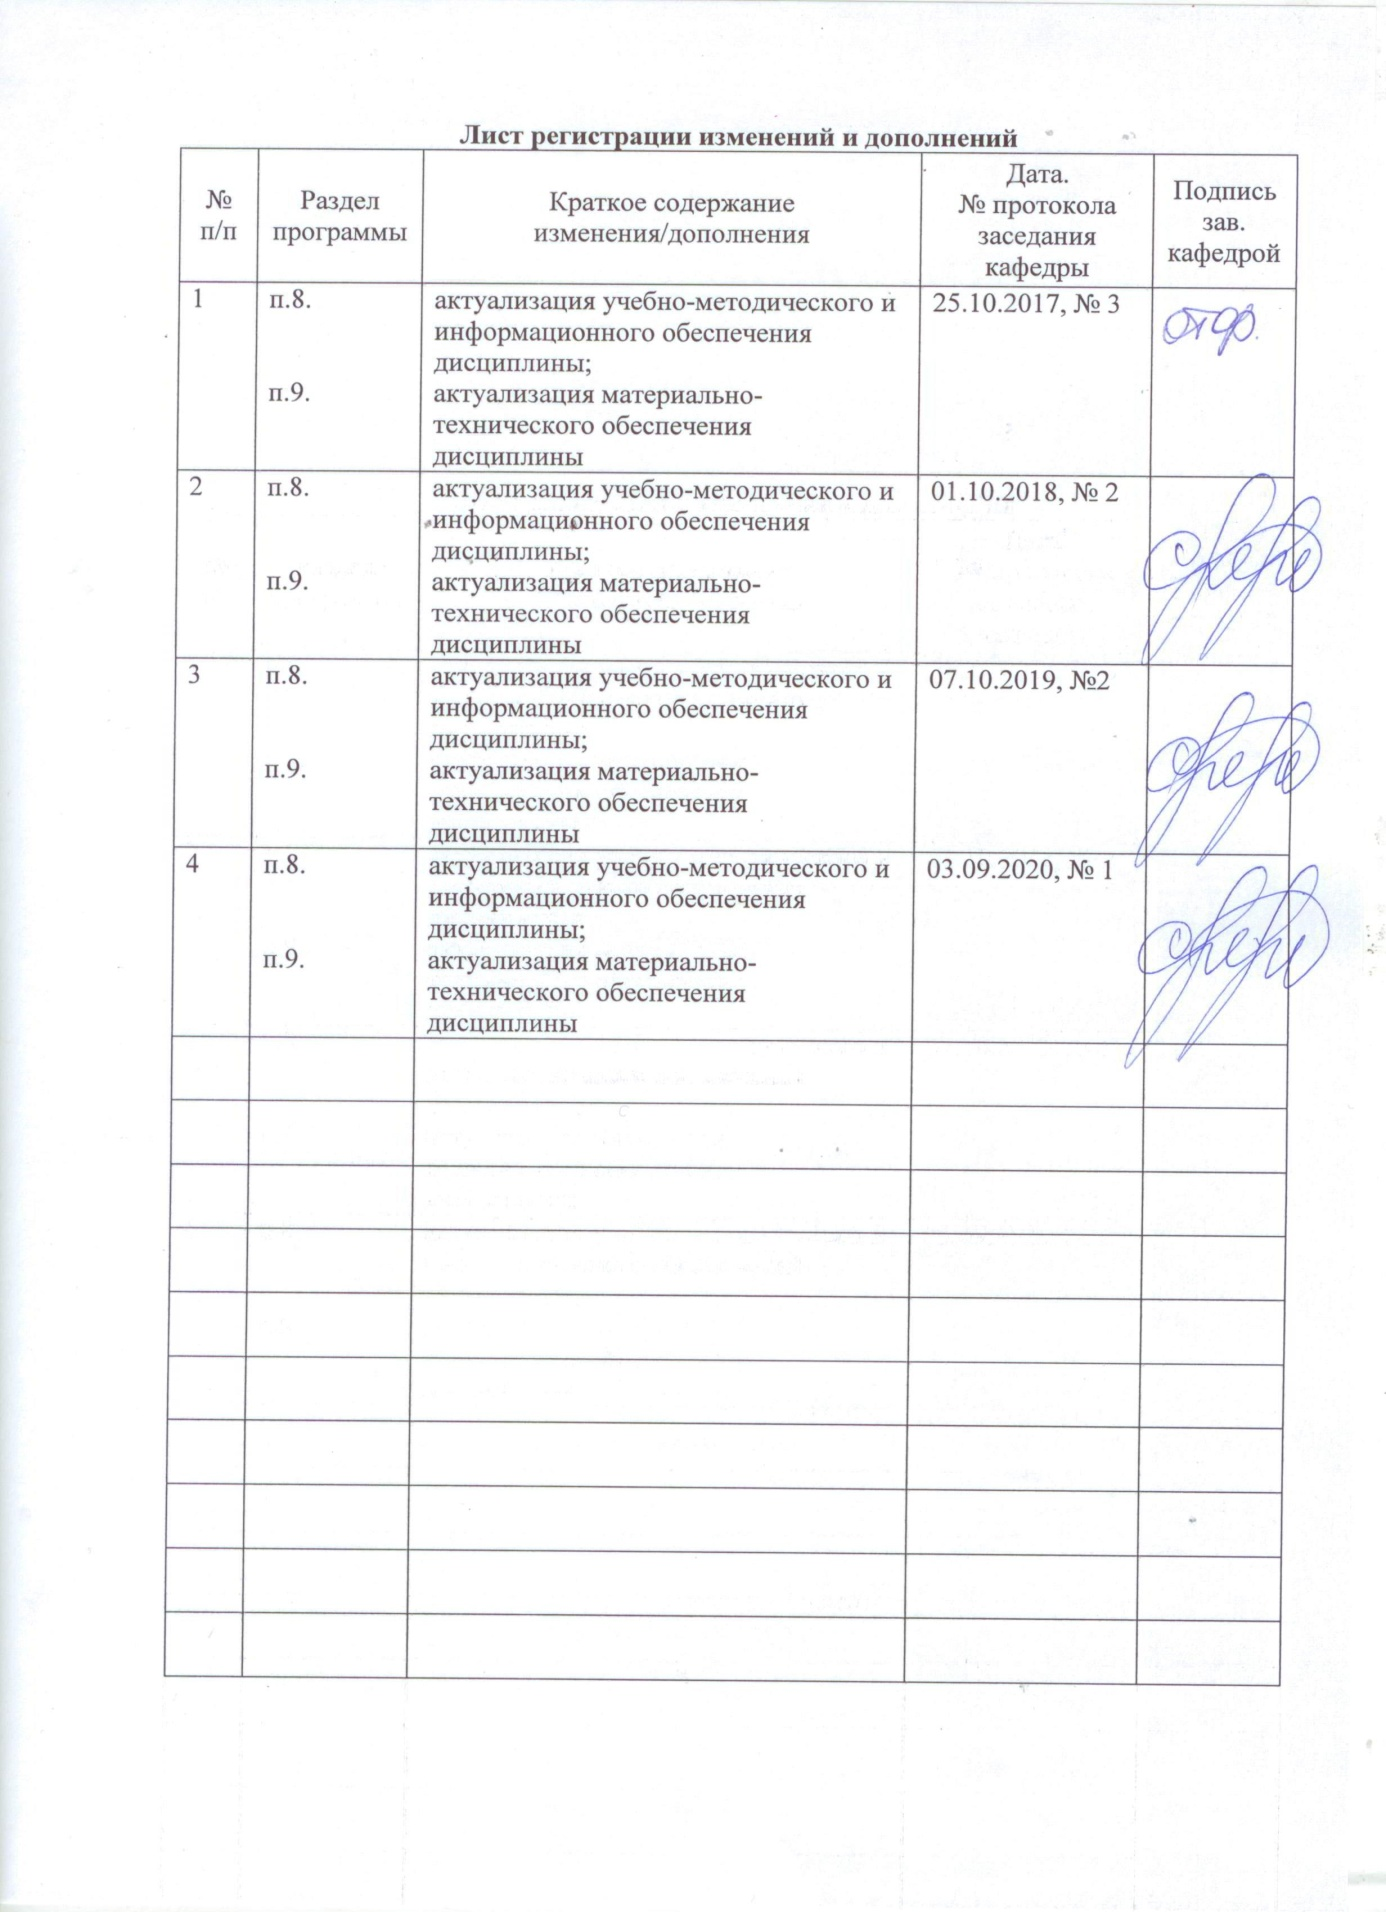 Лист регистрации изменений и дополнений
№
п/п
Раздел
программы
Краткое содержание
изменения/дополнения
Дата.
№ протокола
заседания
кафедры
Подпись
зав.
кафедрой
1
п.8.
п.9.
актуализация учебно-методического и
информационного обеспечения
дисциплины;
актуализация материально-
технического обеспечения
дисциплины
25.10.2017, № 3
2
п.8.
п.9.
актуализация учебно-методического и
информационного обеспечения
дисциплины;
актуализация материально-
технического обеспечения
дисциплины
01.10.2018, № 2
3
п.8.
п.9.
актуализация учебно-методического и
информационного обеспечения
дисциплины;
актуализация материально-
технического обеспечения
дисциплины
07.10.2019, №2
4
п.8.
п.9.
актуализация учебно-методического и
информационного обеспечения
дисциплины;
актуализация материально-
технического обеспечения
дисциплины
03.09.2020, № 1